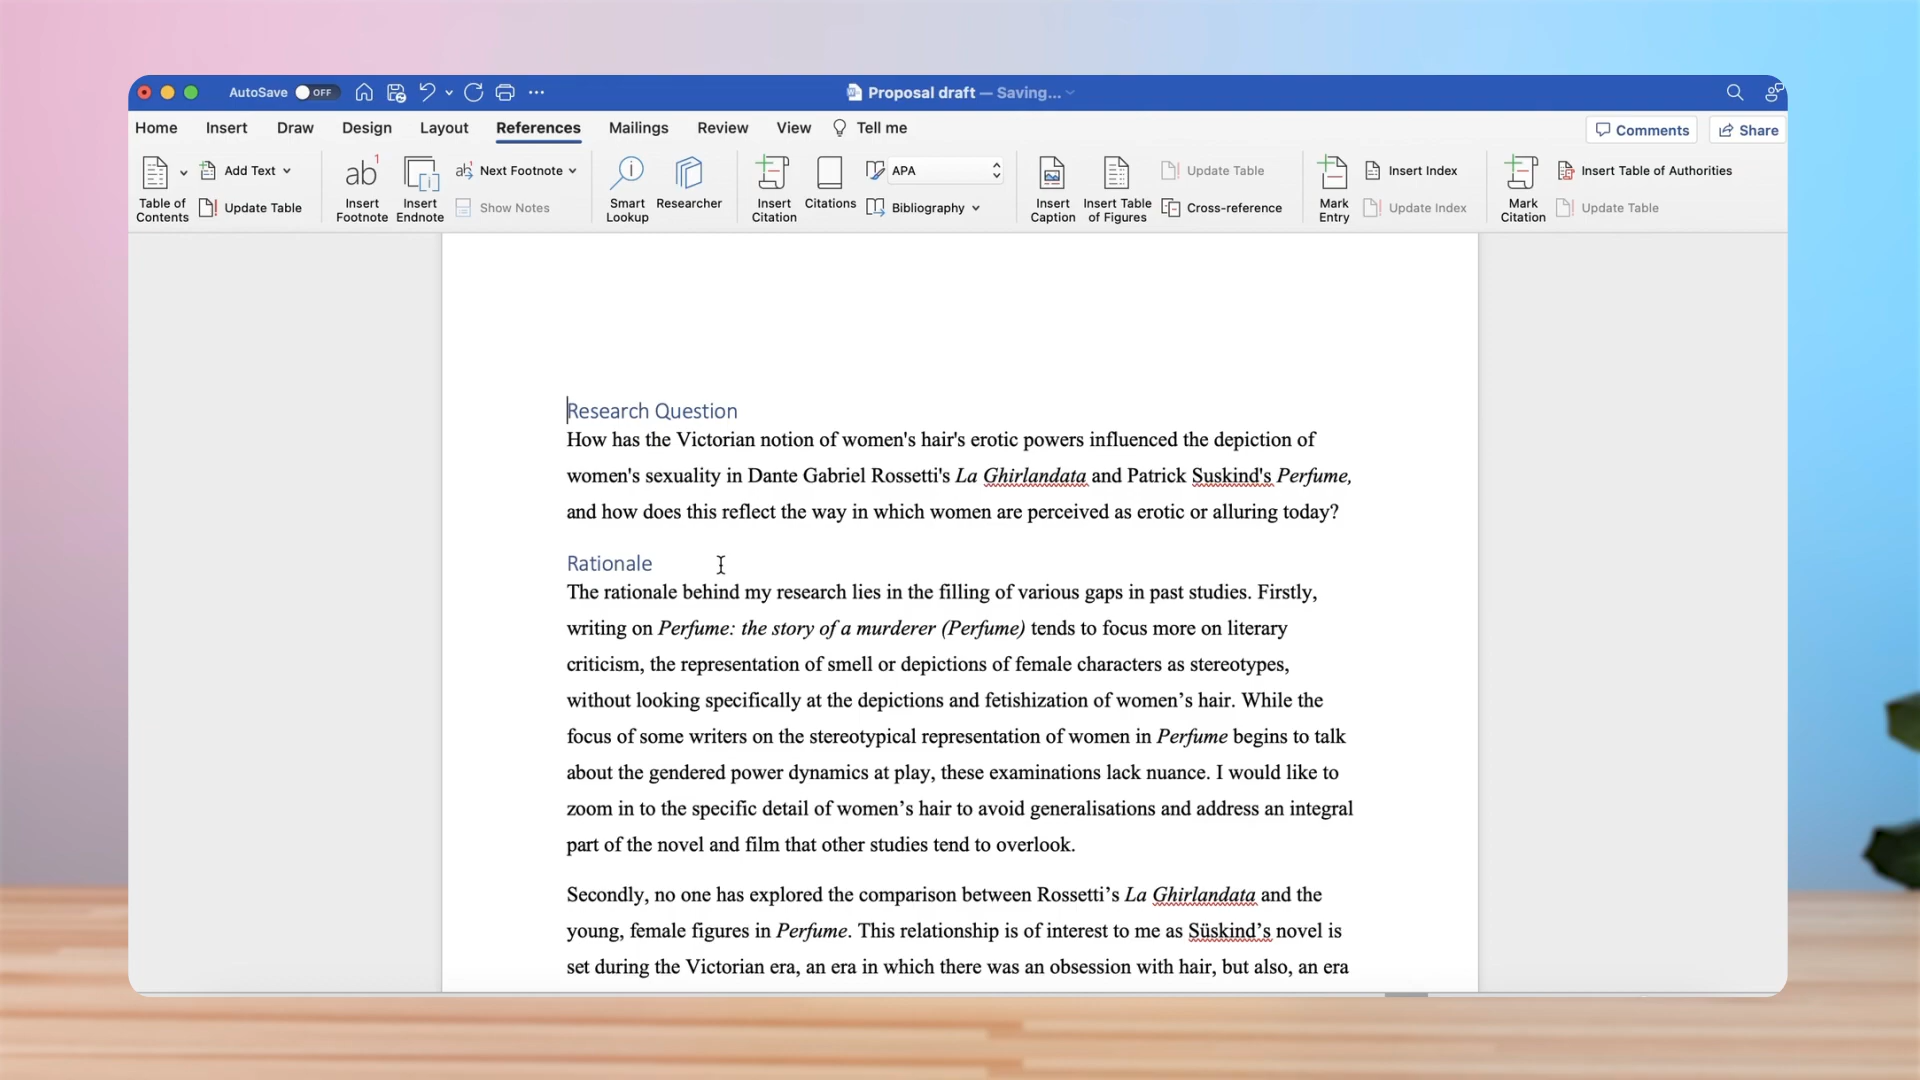 AutoSave OFF Proposal draft — Saving...
Home Insert Draw Design Layout References Mailings Review View Tell me Comments Share
Table of Contents
Add Text
Update Table
ab 1
Insert Footnote
Insert Endnote
ab Next Footnote
Show Notes
Smart Lookup
Researcher
Insert Citation
Citations
APA
Bibliography
Insert Caption
Insert Table of Figures
Update Table
Cross-reference
Mark Entry
Insert Index
Update Index
Mark Citation
Insert Table of Authorities
Update Table
Research Question
How has the Victorian notion of women's hair's erotic powers influenced the depiction of
women's sexuality in Dante Gabriel Rossetti's La Ghirlandata and Patrick Suskind's Perfume,
and how does this reflect the way in which women are perceived as erotic or alluring today?
Rationale
The rationale behind my research lies in the filling of various gaps in past studies. Firstly,
writing on Perfume: the story of a murderer (Perfume) tends to focus more on literary
criticism, the representation of smell or depictions of female characters as stereotypes,
without looking specifically at the depictions and fetishization of women’s hair. While the
focus of some writers on the stereotypical representation of women in Perfume begins to talk
about the gendered power dynamics at play, these examinations lack nuance. I would like to
zoom in to the specific detail of women’s hair to avoid generalisations and address an integral
part of the novel and film that other studies tend to overlook.
Secondly, no one has explored the comparison between Rossetti’s La Ghirlandata and the
young, female figures in Perfume. This relationship is of interest to me as Süskind’s novel is
set during the Victorian era, an era in which there was an obsession with hair, but also, an era